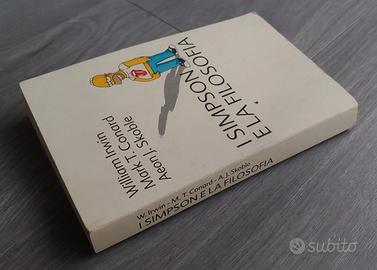 I SIMPSON
E LA FILOSOFIA
William Irwin
Mark T. Conard
Aeon J. Skoble
W. Irwin - M. T. Conard - A.J. Skoble
I SIMPSON E LA FILOSOFIA
subito